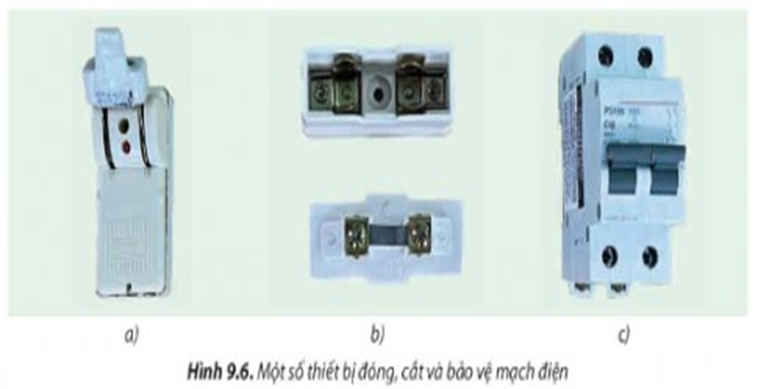 a)
b)
c)
Hình 9.6. Một số thiết bị đóng, cắt và bảo vệ mạch điện